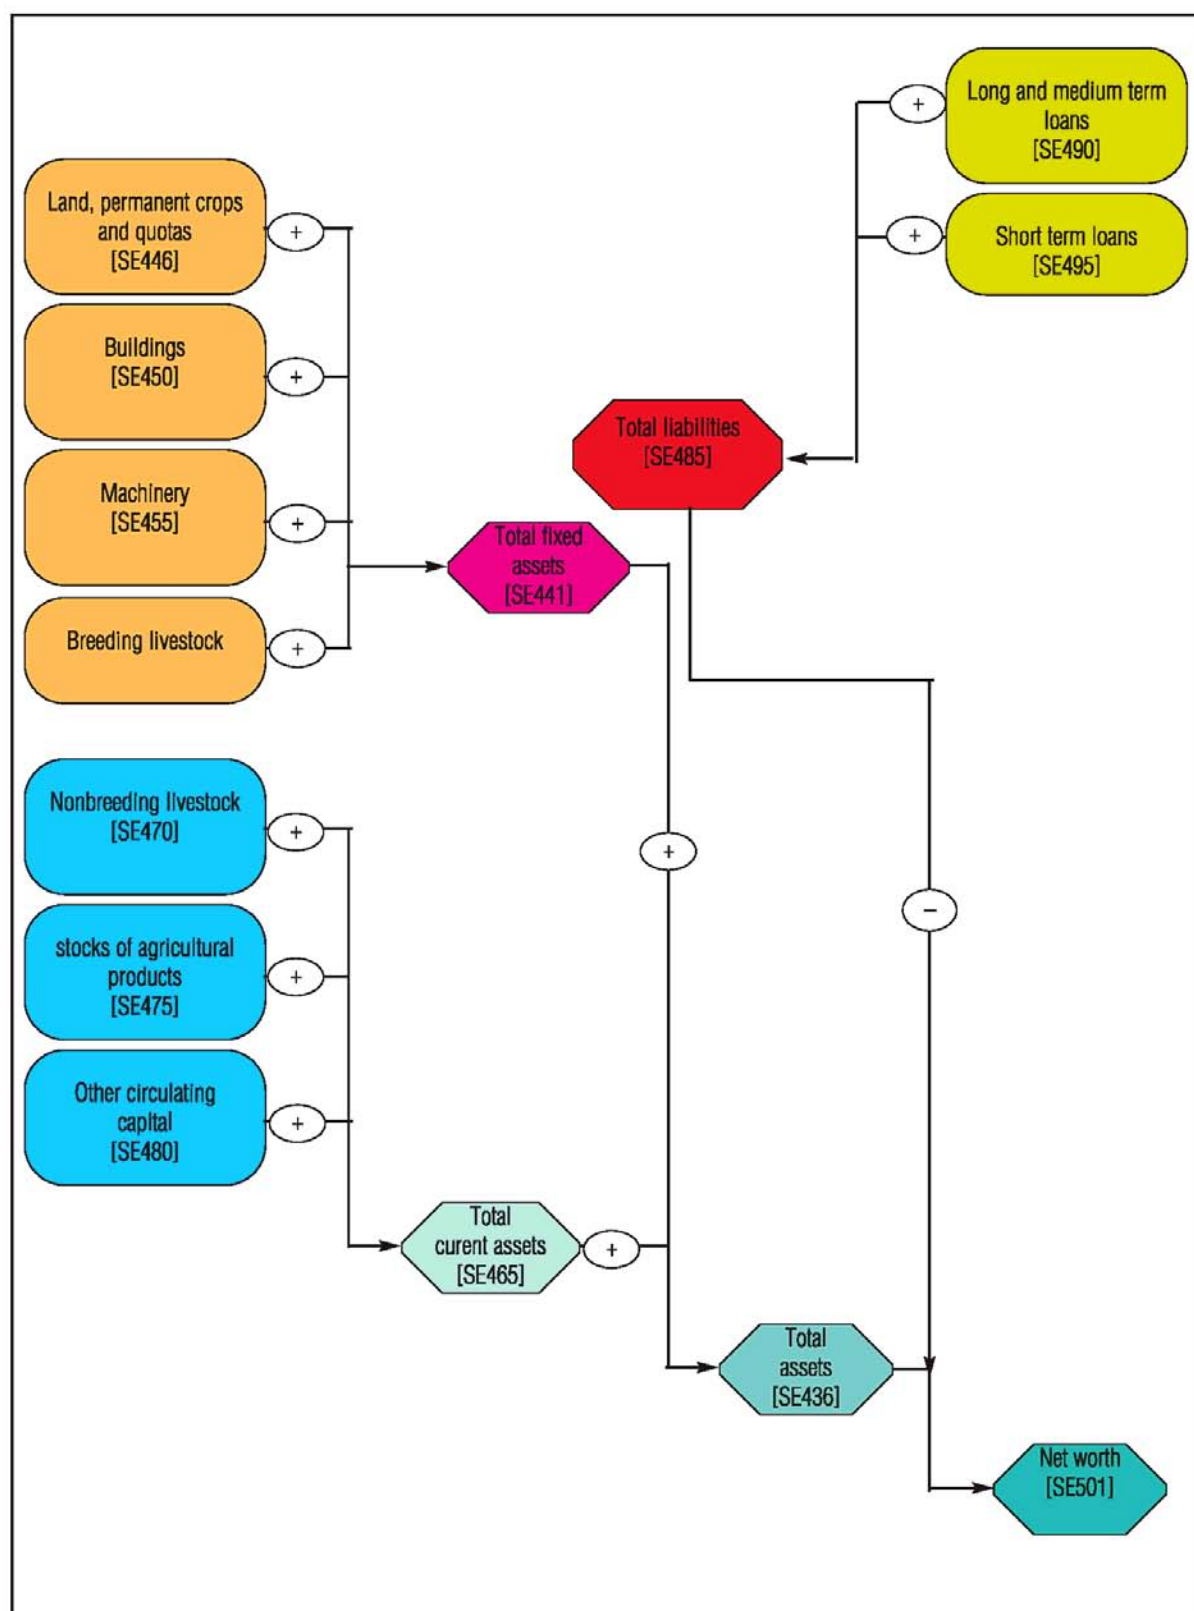 Long and medium term
loans
[SE490]
+
Land, permanent crops
and quotas
[SE446]
+
Short term loans
[SE495]
+
Buildings
[SE450]
+
Total liabilities
[SE485]
Machinery
[SE455]
+
Total fixed
assets
[SE441]
Breeding livestock
+
Nonbreeding livestock
[SE470]
+
+
−
stocks of agricultural
products
[SE475]
+
Other circulating
capital
[SE480]
+
Total
curent assets
[SE465]
+
Total
assets
[SE436]
Net worth
[SE501]